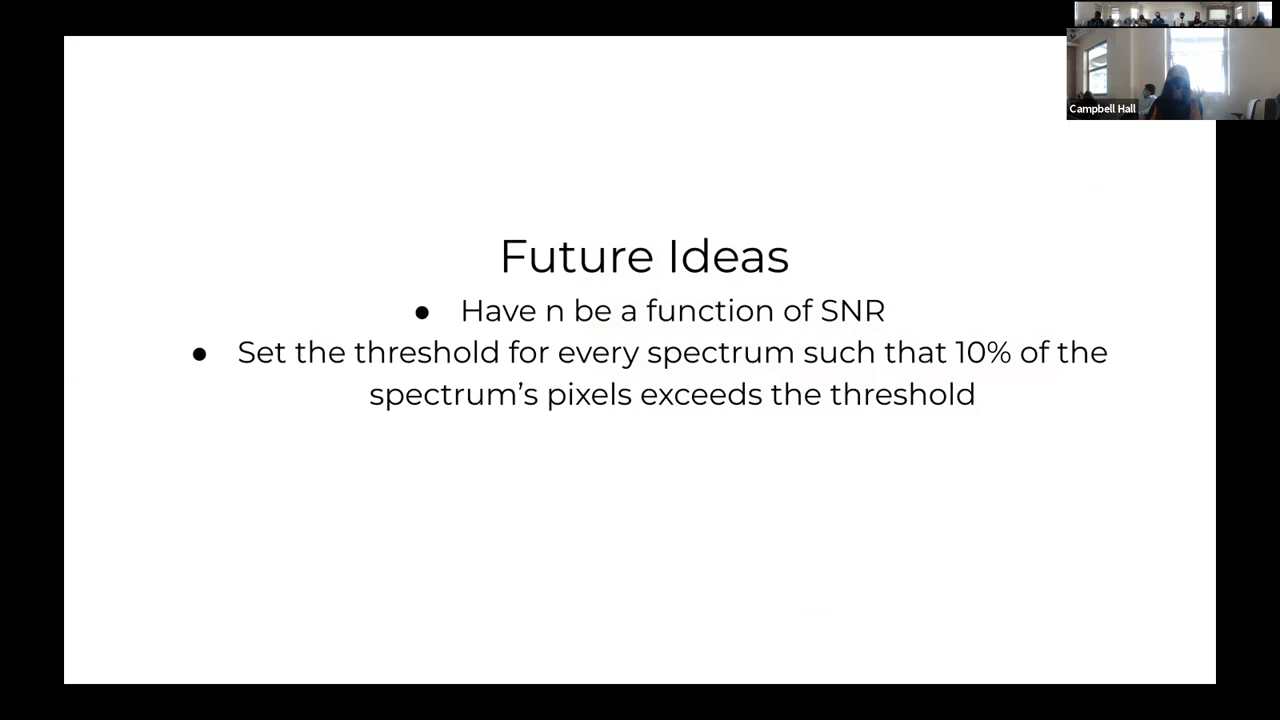 Campbell Hall
Future Ideas
● Have n be a function of SNR
● Set the threshold for every spectrum such that 10% of the
spectrum’s pixels exceeds the threshold